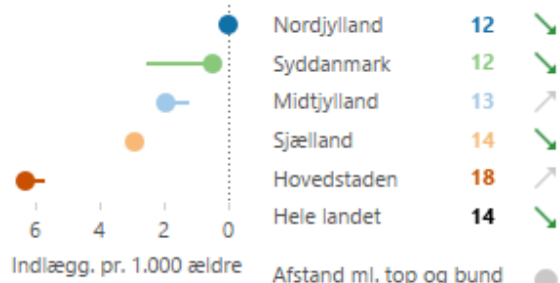 Nordjylland 12
Syddanmark 12
Midtjylland 13
Sjælland 14
Hovedstaden 18
Hele landet 14
6 4 2 0
Indlægg. pr. 1.000 ældre
Afstand ml. top og bund